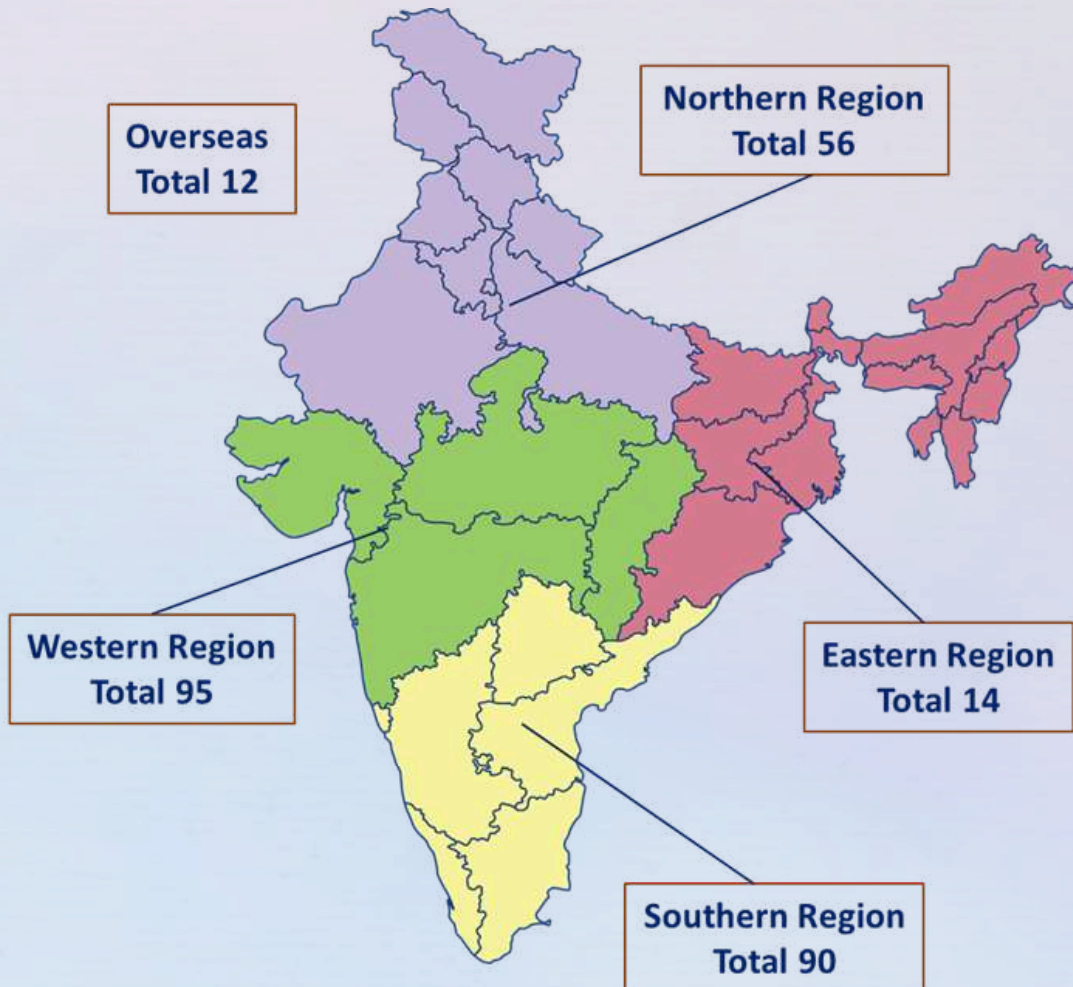 Northern Region
Total 56
Overseas
Total 12
Western Region
Total 95
Eastern Region
Total 14
Southern Region
Total 90